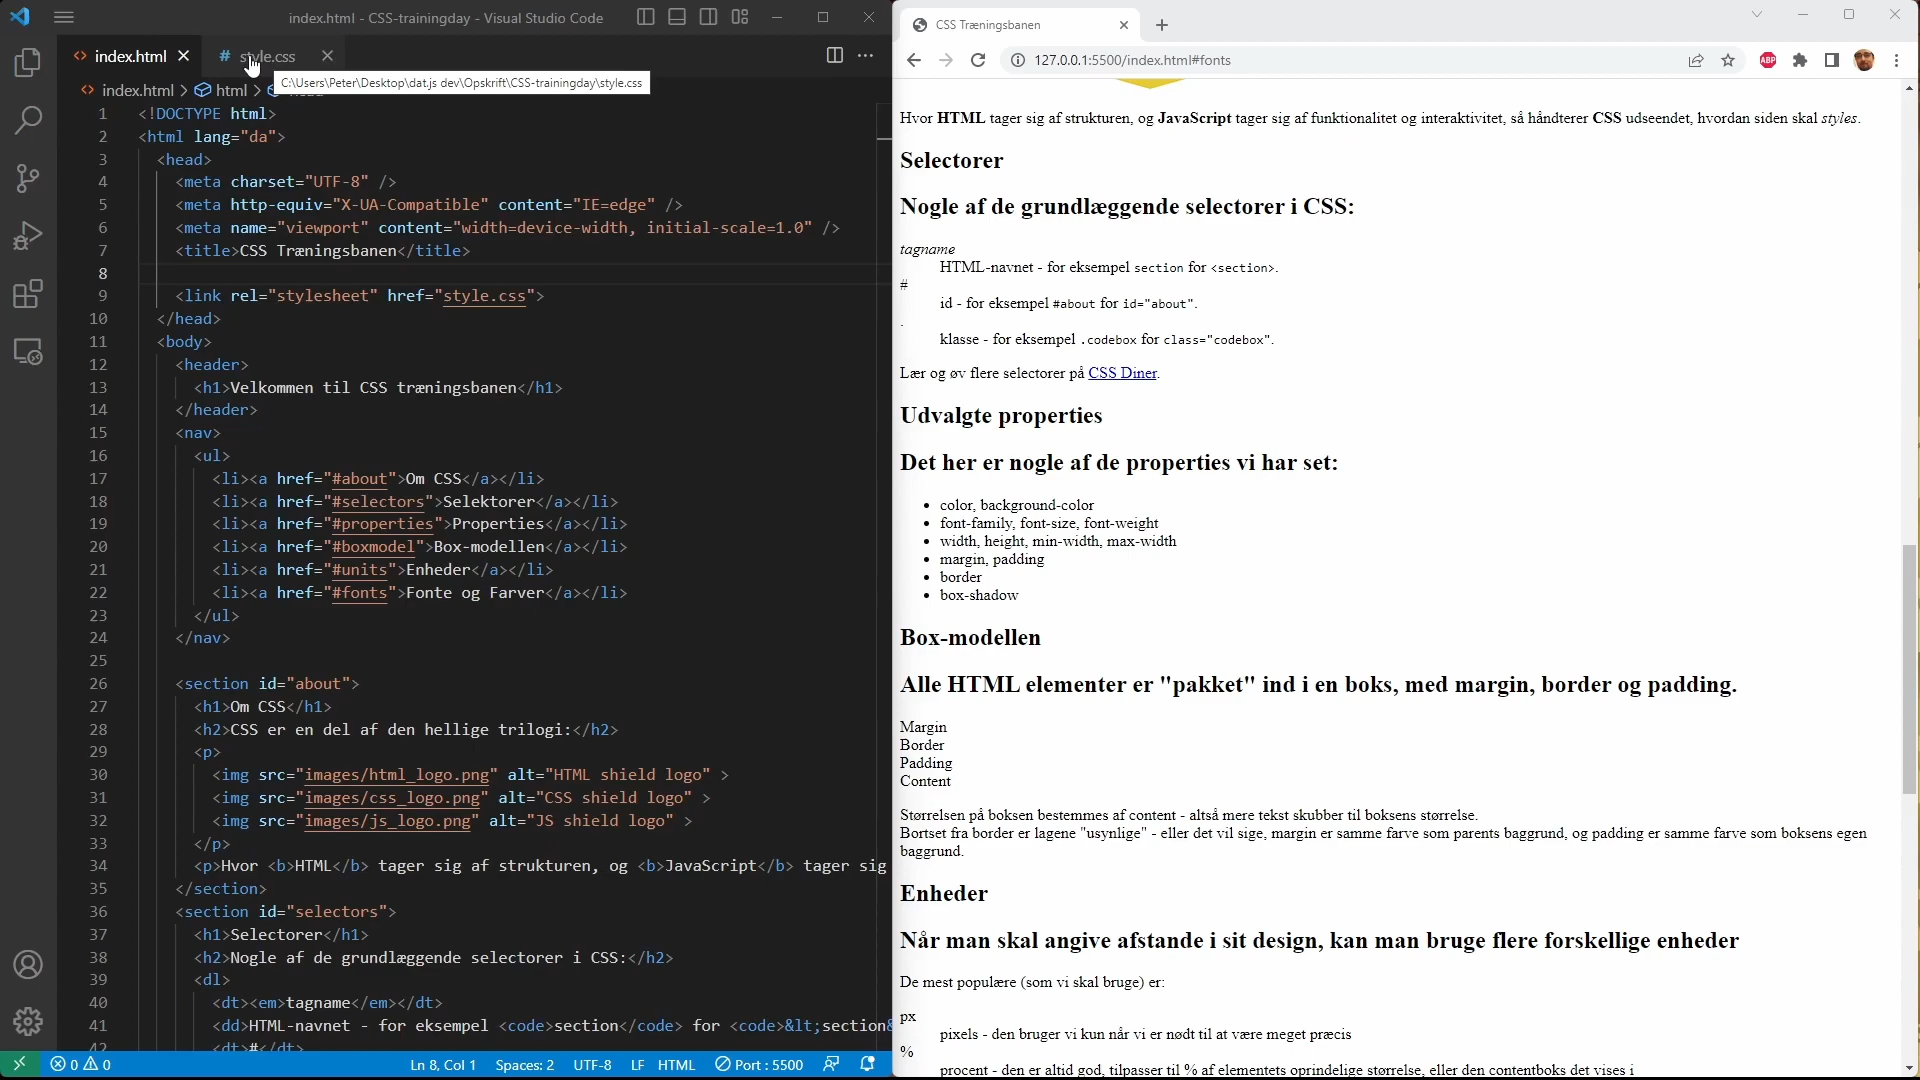 index.html - CSS-trainingday - Visual Studio Code
index.html
style.css
C:\Users\Peter\Desktop\dat.js dev\Opskrift\CSS-trainingday\style.css
index.html > html >
1 <!DOCTYPE html>
2 <html lang="da">
3 <head>
4 <meta charset="UTF-8" />
5 <meta http-equiv="X-UA-Compatible" content="IE=edge" />
6 <meta name="viewport" content="width=device-width, initial-scale=1.0" />
7 <title>CSS Træningsbanen</title>
8
9 <link rel="stylesheet" href="style.css">
10 </head>
11 <body>
12 <header>
13 <h1>Velkommen til CSS træningsbanen</h1>
14 </header>
15 <nav>
16 <ul>
17 <li><a href="#about">Om CSS</a></li>
18 <li><a href="#selectors">Selektorer</a></li>
19 <li><a href="#properties">Properties</a></li>
20 <li><a href="#boxmodel">Box-modellen</a></li>
21 <li><a href="#units">Enheder</a></li>
22 <li><a href="#fonts">Fonte og Farver</a></li>
23 </ul>
24 </nav>
25
26 <section id="about">
27 <h1>Om CSS</h1>
28 <h2>CSS er en del af den hellige trilogi:</h2>
29 <p>
30 <img src="images/html_logo.png" alt="HTML shield logo" >
31 <img src="images/css_logo.png" alt="CSS shield logo" >
32 <img src="images/js_logo.png" alt="JS shield logo" >
33 </p>
34 <p>Hvor <b>HTML</b> tager sig af strukturen, og <b>JavaScript</b> tager sig
35 </section>
36 <section id="selectors">
37 <h1>Selectorer</h1>
38 <h2>Nogle af de grundlæggende selectorer i CSS:</h2>
39 <dl>
40 <dt><em>tagname</em></dt>
41 <dd>HTML-navnet - for eksempel <code>section</code> for <code>&lt;section&
42 <dt>#</dt>
0 0
Ln 8, Col 1
Spaces: 2
UTF-8
LF
HTML
Port : 5500
CSS Træningsbanen
127.0.0.1:5500/index.html#fonts
ABP
Hvor HTML tager sig af strukturen, og JavaScript tager sig af funktionalitet og interaktivitet, så håndterer CSS udseendet, hvordan siden skal styles.
Selectorer
Nogle af de grundlæggende selectorer i CSS:
tagname
HTML-navnet - for eksempel section for <section>.
#
id - for eksempel #about for id="about".
.
klasse - for eksempel .codebox for class="codebox".
Lær og øv flere selectorer på CSS Diner.
Udvalgte properties
Det her er nogle af de properties vi har set:
• color, background-color
• font-family, font-size, font-weight
• width, height, min-width, max-width
• margin, padding
• border
• box-shadow
Box-modellen
Alle HTML elementer er "pakket" ind i en boks, med margin, border og padding.
Margin
Border
Padding
Content
Størrelsen på boksen bestemmes af content - altså mere tekst skubber til boksens størrelse.
Bortset fra border er lagene "usynlige" - eller det vil sige, margin er samme farve som parents baggrund, og padding er samme farve som boksens egen
baggrund.
Enheder
Når man skal angive afstande i sit design, kan man bruge flere forskellige enheder
De mest populære (som vi skal bruge) er:
px
pixels - den bruger vi kun når vi er nødt til at være meget præcis
%
procent - den er altid god, tilpasser til % af elementets oprindelige størrelse, eller den contentboks det vises i